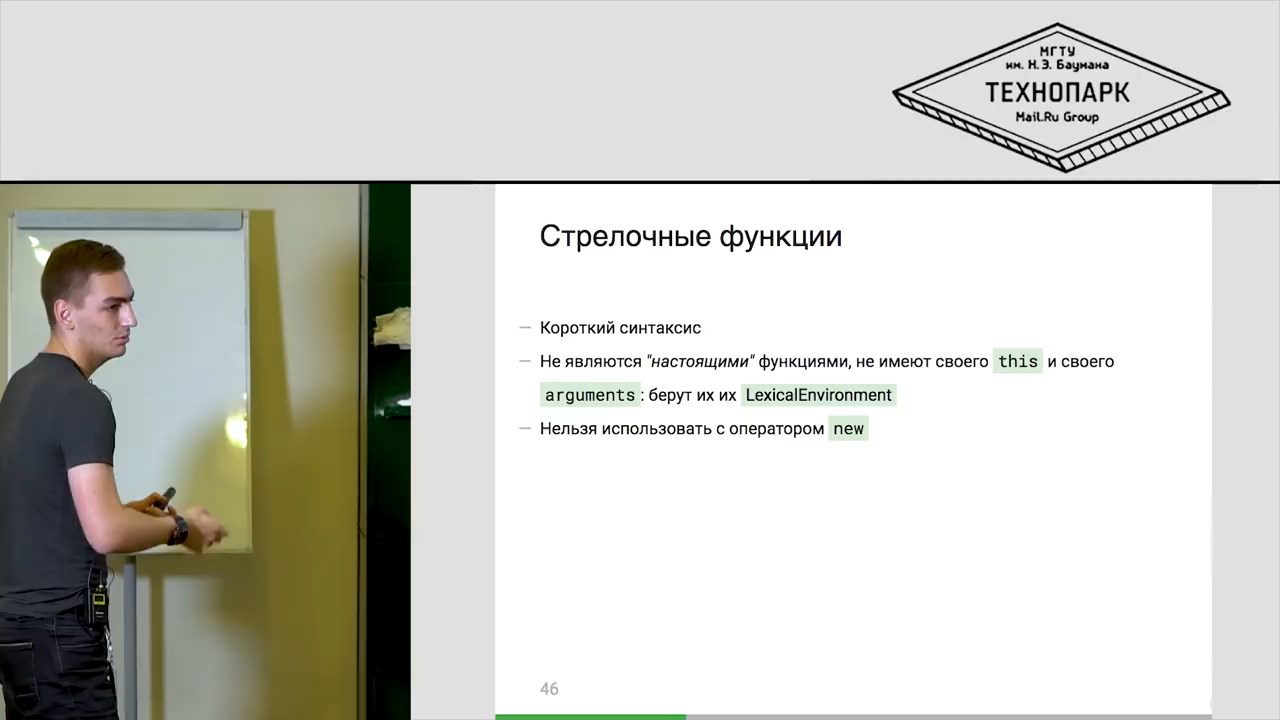 МГТУ
им. Н.Э. Баумана
ТЕХНОПАРК
Mail.Ru Group
Стрелочные функции
— Короткий синтаксис
— Не являются "настоящими" функциями, не имеют своего this и своего
arguments: берут их их LexicalEnvironment
— Нельзя использовать с оператором new
46